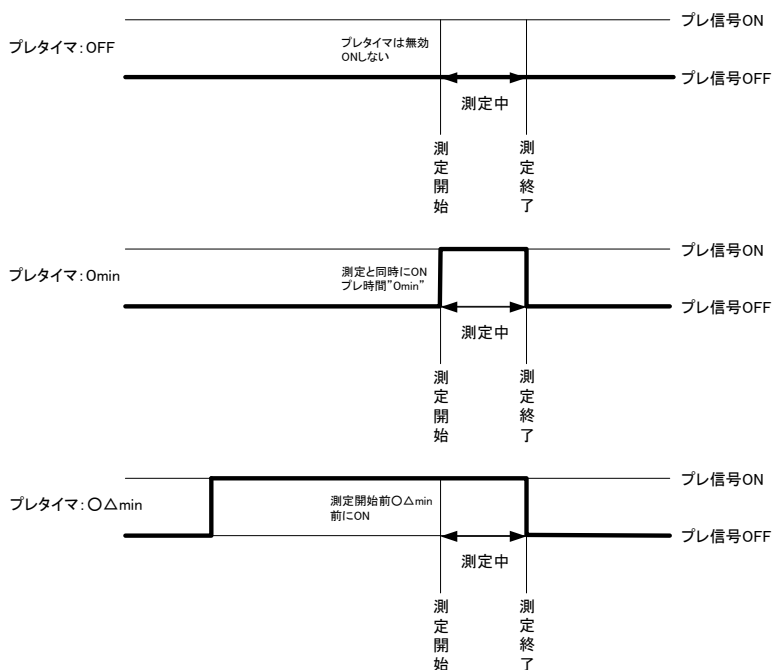 プレ信号ON
プレタイマ:OFF
プレタイマは無効
ONしない
プレ信号OFF
測定中
測定開始
測定終了
プレ信号ON
プレタイマ:0min
測定と同時にON
プレ時間"0min"
プレ信号OFF
測定中
測定開始
測定終了
プレ信号ON
プレタイマ:○△min
測定開始前○△min
前にON
プレ信号OFF
測定中
測定開始
測定終了